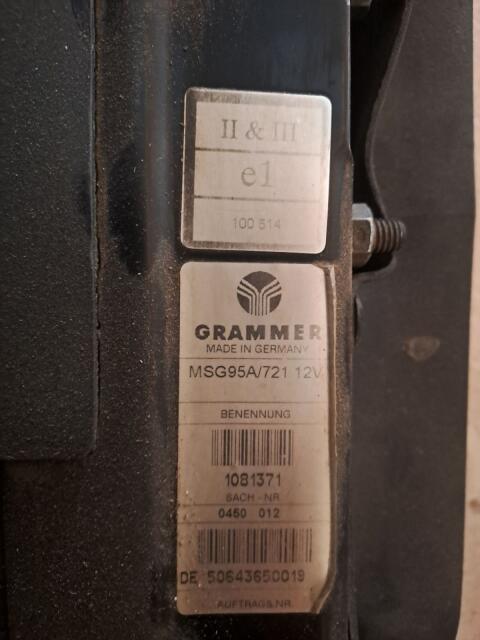 II & III
e1
100 514
GRAMMER
MADE IN GERMANY
MSG95A/721 12V
BENENNUNG
1081371
SACH - NR
0450 012
DE 50643650019
AUFTRAGS.NR.